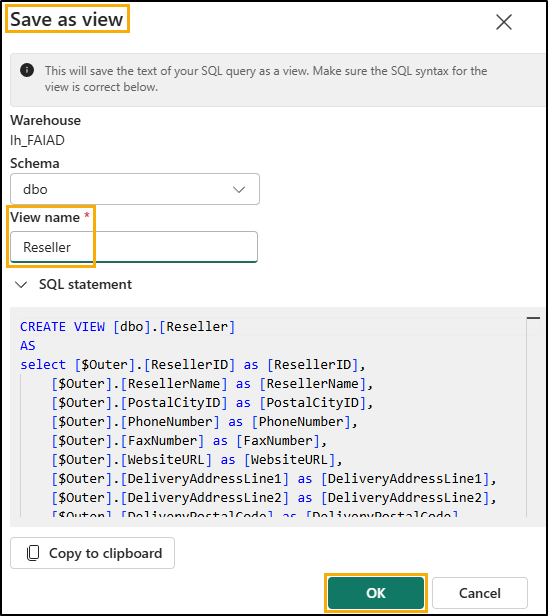 Save as view
This will save the text of your SQL query as a view. Make sure the SQL syntax for the
view is correct below.
Warehouse
lh_FAIAD
Schema
dbo
View name *
Reseller
SQL statement
CREATE VIEW [dbo].[Reseller]
AS
select [$Outer].[ResellerID] as [ResellerID],
[$Outer].[ResellerName] as [ResellerName],
[$Outer].[PostalCityID] as [PostalCityID],
[$Outer].[PhoneNumber] as [PhoneNumber],
[$Outer].[FaxNumber] as [FaxNumber],
[$Outer].[WebsiteURL] as [WebsiteURL],
[$Outer].[DeliveryAddressLine1] as [DeliveryAddressLine1],
[$Outer].[DeliveryAddressLine2] as [DeliveryAddressLine2],
[$Outer].[DeliveryPostalCode] as [DeliveryPostalCode]
Copy to clipboard
OK
Cancel